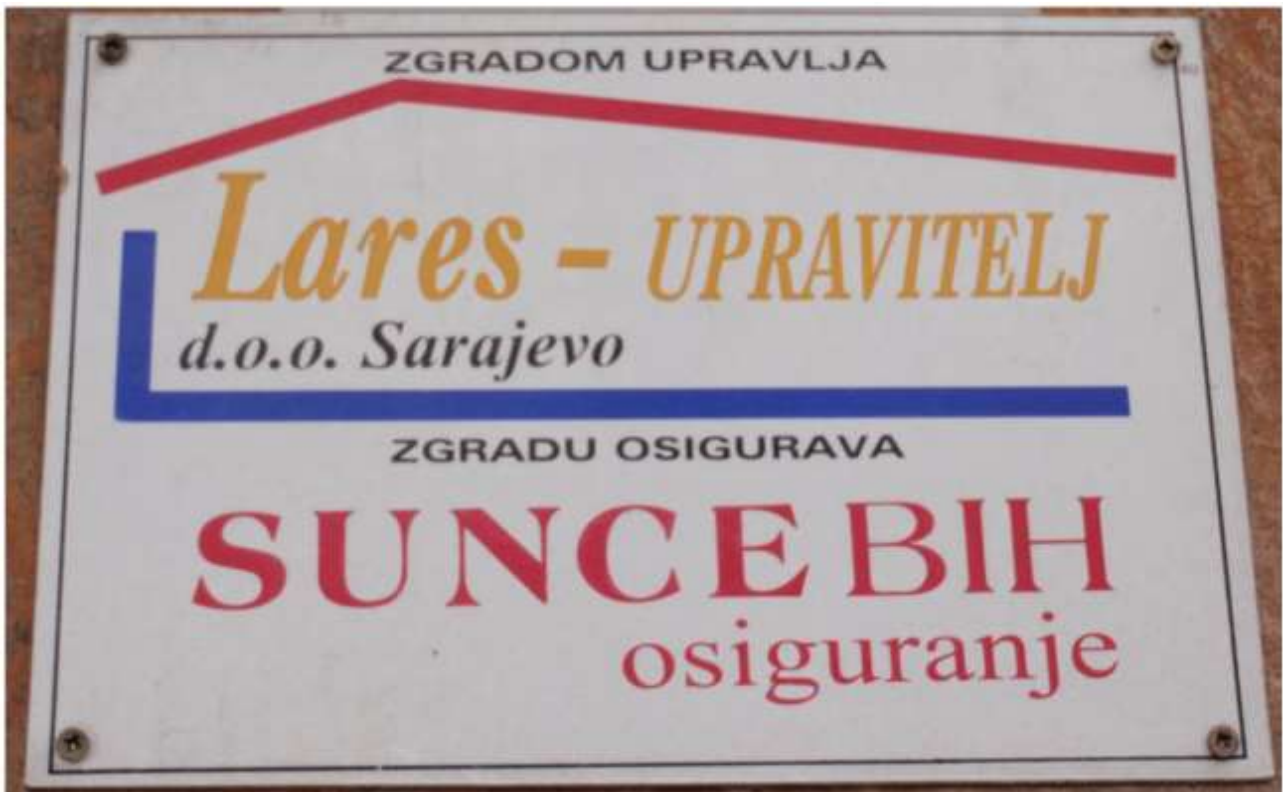 ZGRADOM UPRAVLJA
Lares - UPRAVITELJ
d.o.o. Sarajevo
ZGRADU OSIGURAVA
SUNCE BIH
osiguranje